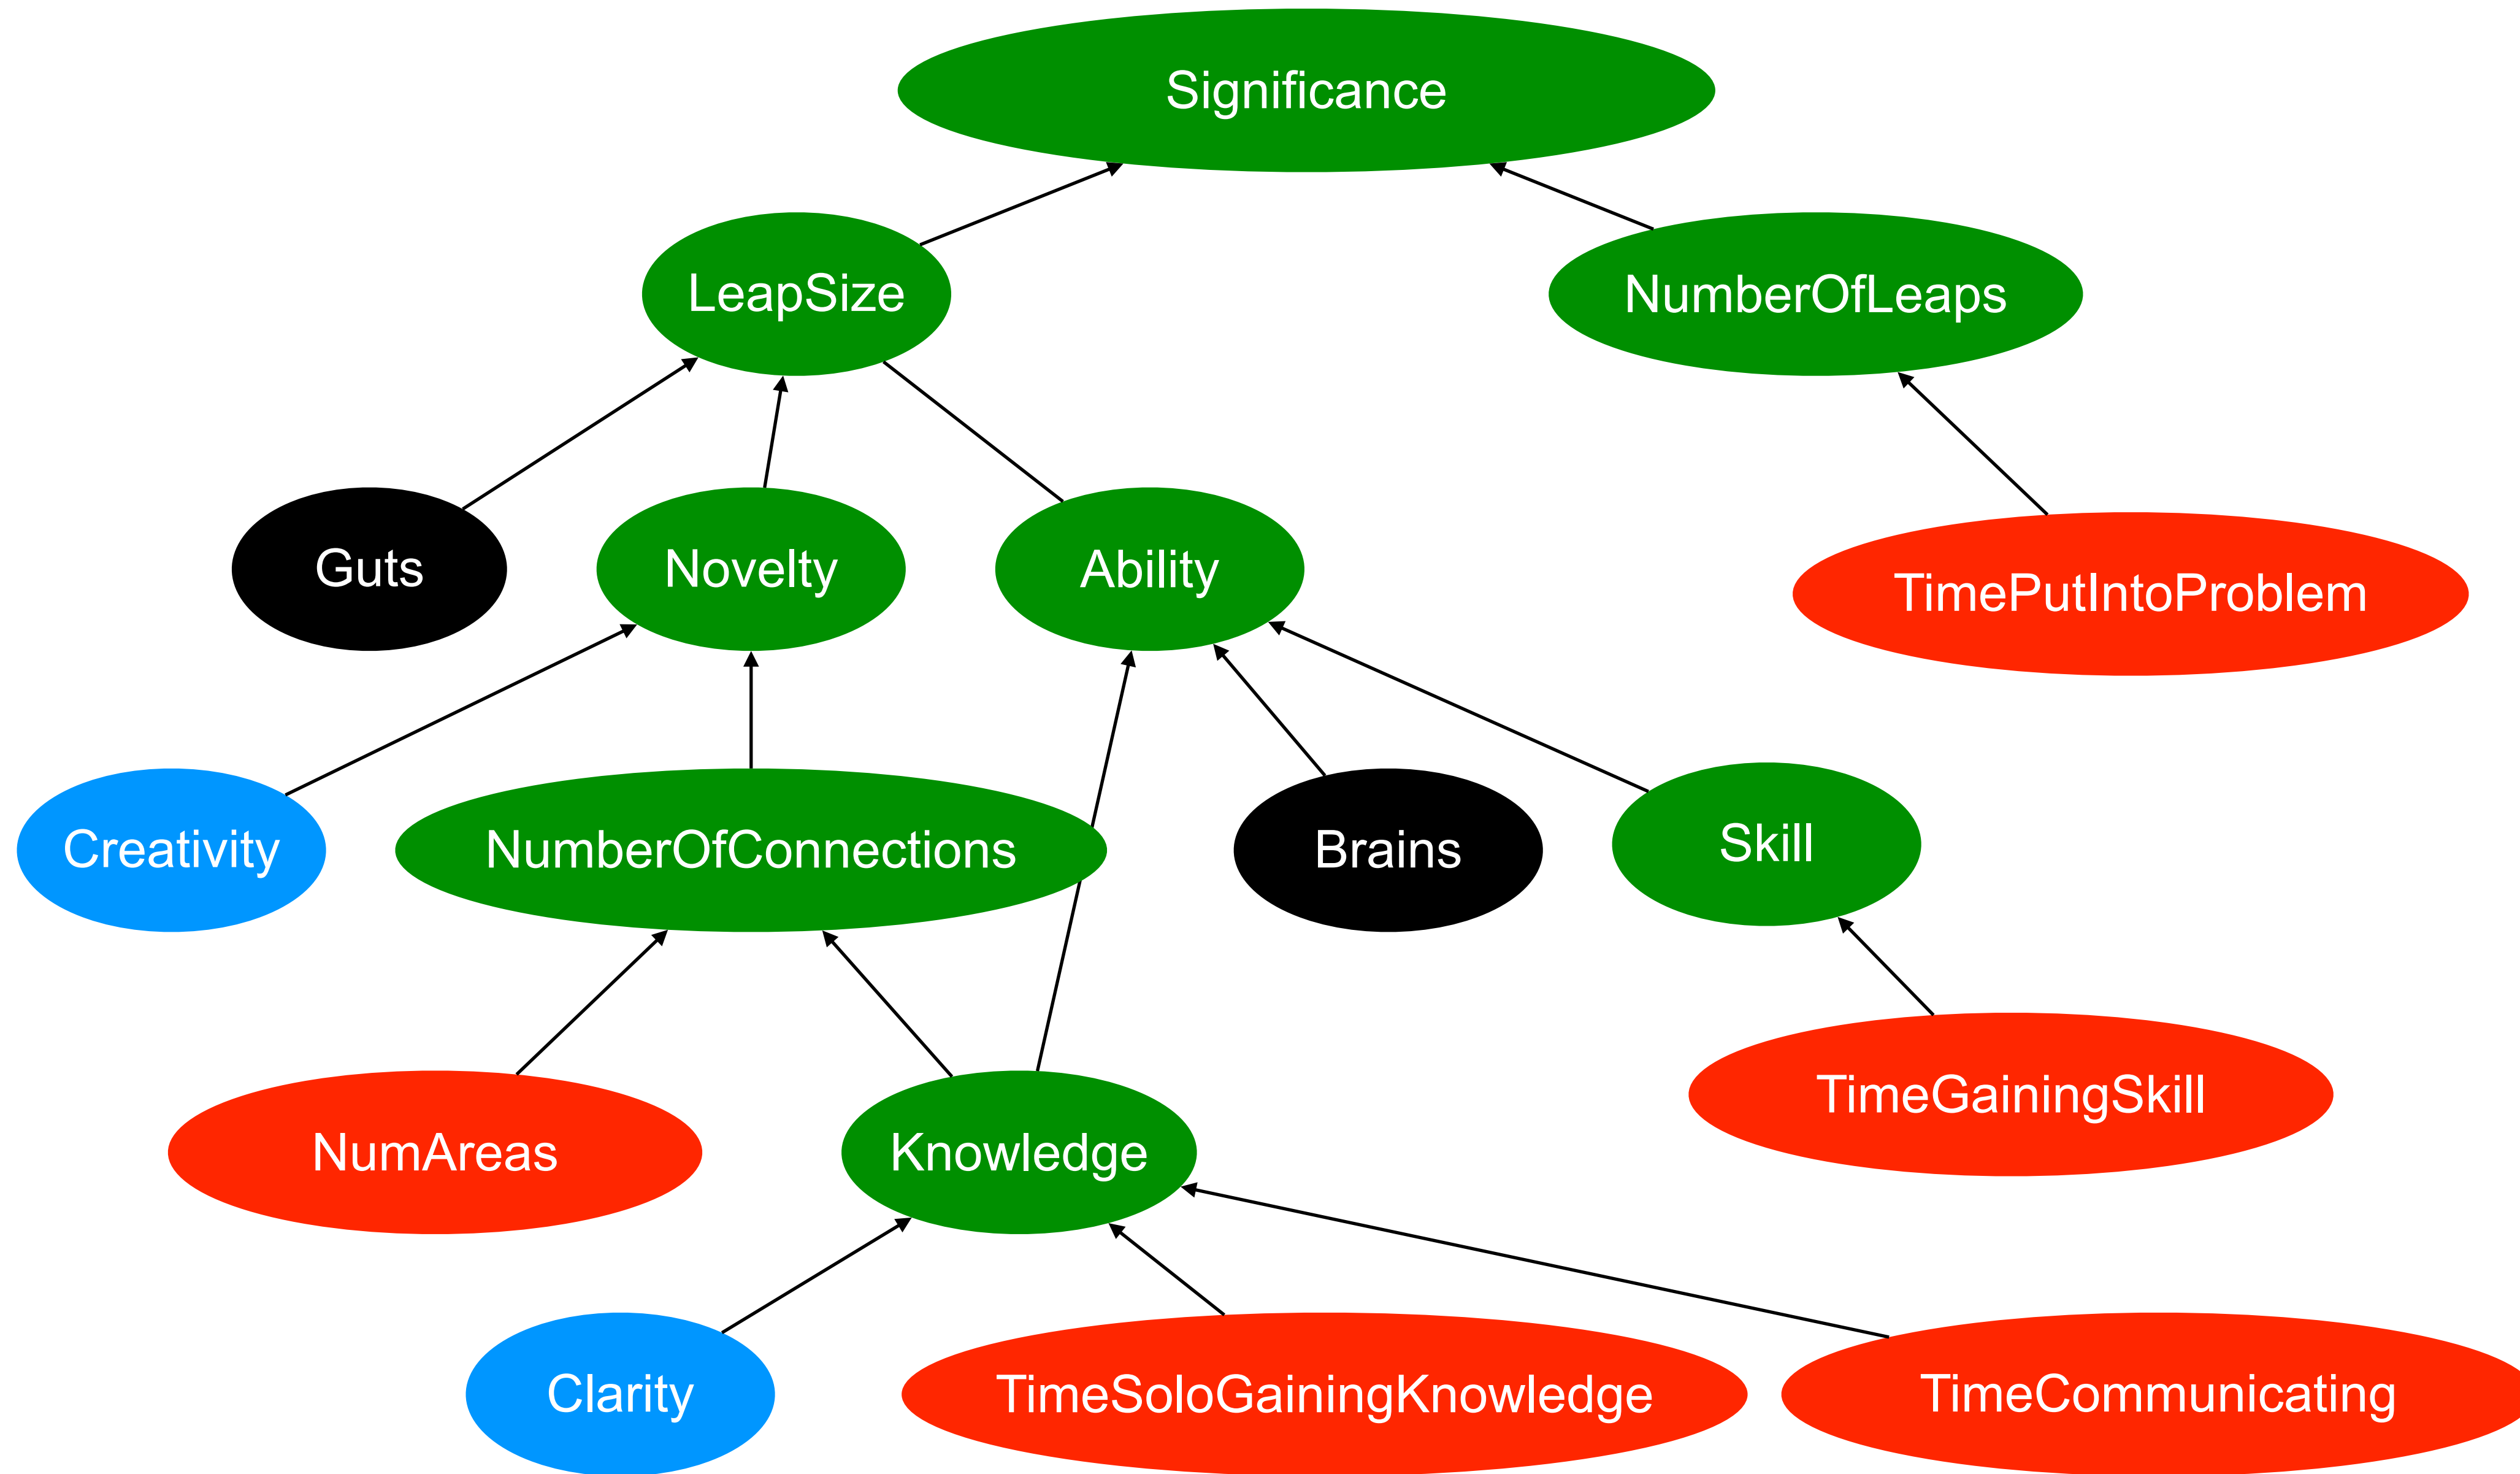 Significance
LeapSize
NumberOfLeaps
Guts
Novelty
Ability
TimePutIntoProblem
Creativity
NumberOfConnections
Brains
Skill
TimeGainingSkill
NumAreas
Knowledge
Clarity
TimeSoloGainingKnowledge
TimeCommunicating